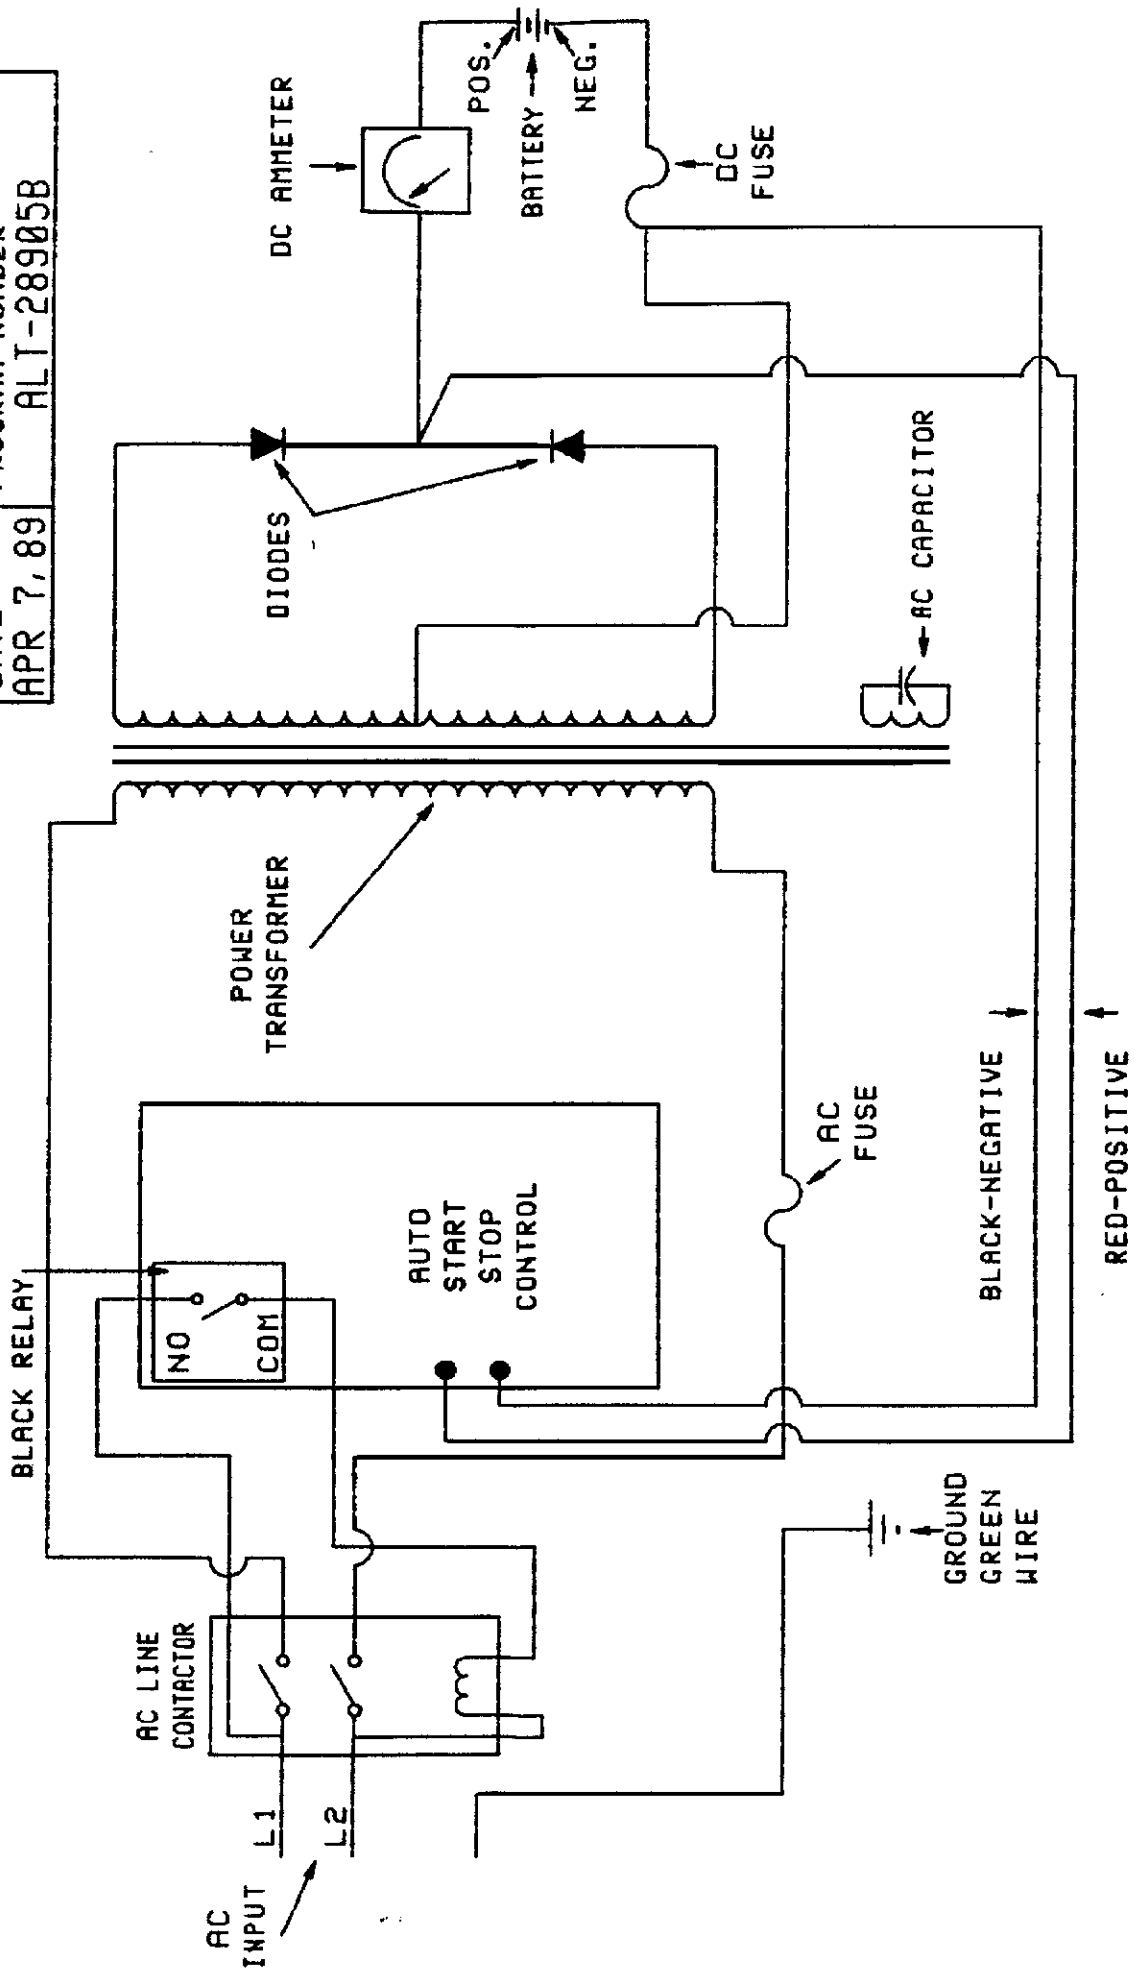 APR 7, 89
ALT-28905B
BLACK RELAY
NO
COM
AC LINE
CONTACTOR
L1
L2
AC
INPUT
AUTO
START
STOP
CONTROL
POWER
TRANSFORMER
DIODES
DC AMMETER
POS.
BATTERY
NEG.
DC
FUSE
AC CAPACITOR
AC
FUSE
BLACK-NEGATIVE
RED-POSITIVE
GROUND
GREEN
WIRE